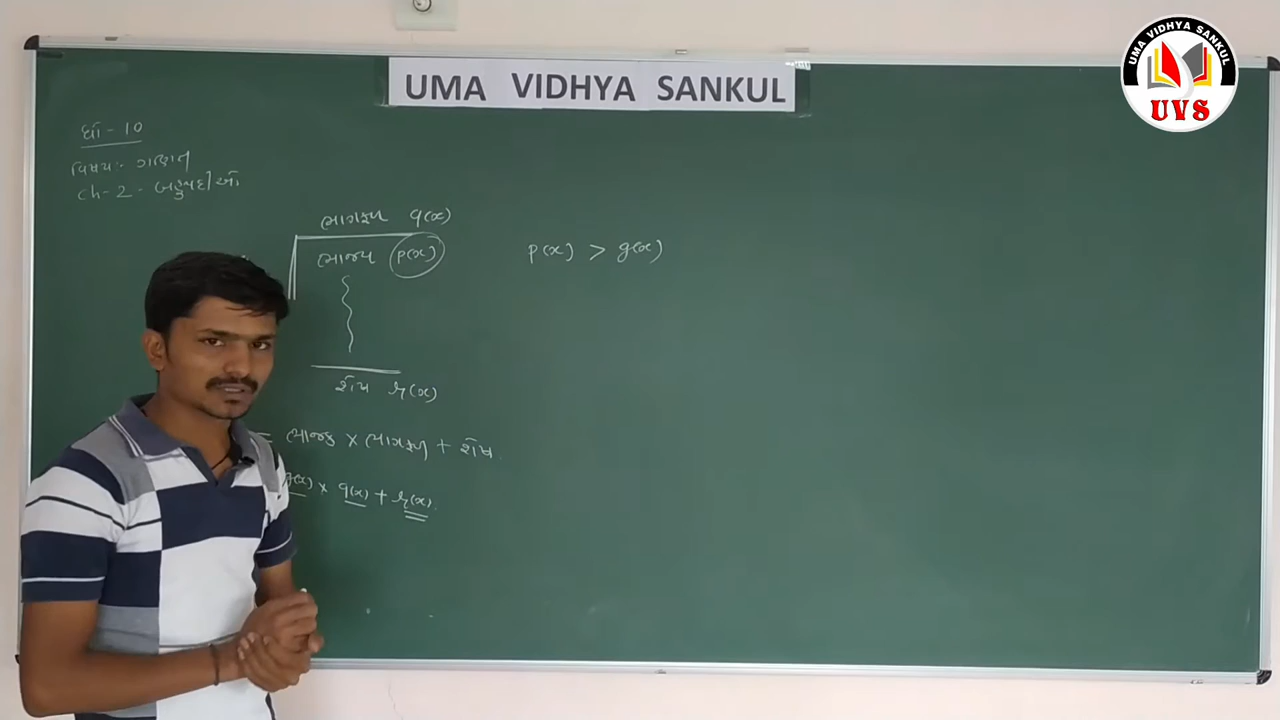 UMA VIDHYA SANKUL
UMA VIDHYA SANKUL
UVS
ધો - 10
વિષય :- ગણિત
Ch - 2 - બહુપદીઓ
ભાગફળ q(x)
ભાજ્ય p(x)
p(x) > g(x)
શેષ r(x)
= ભાજક × ભાગફળ + શેષ.
g(x) × q(x) + r(x).